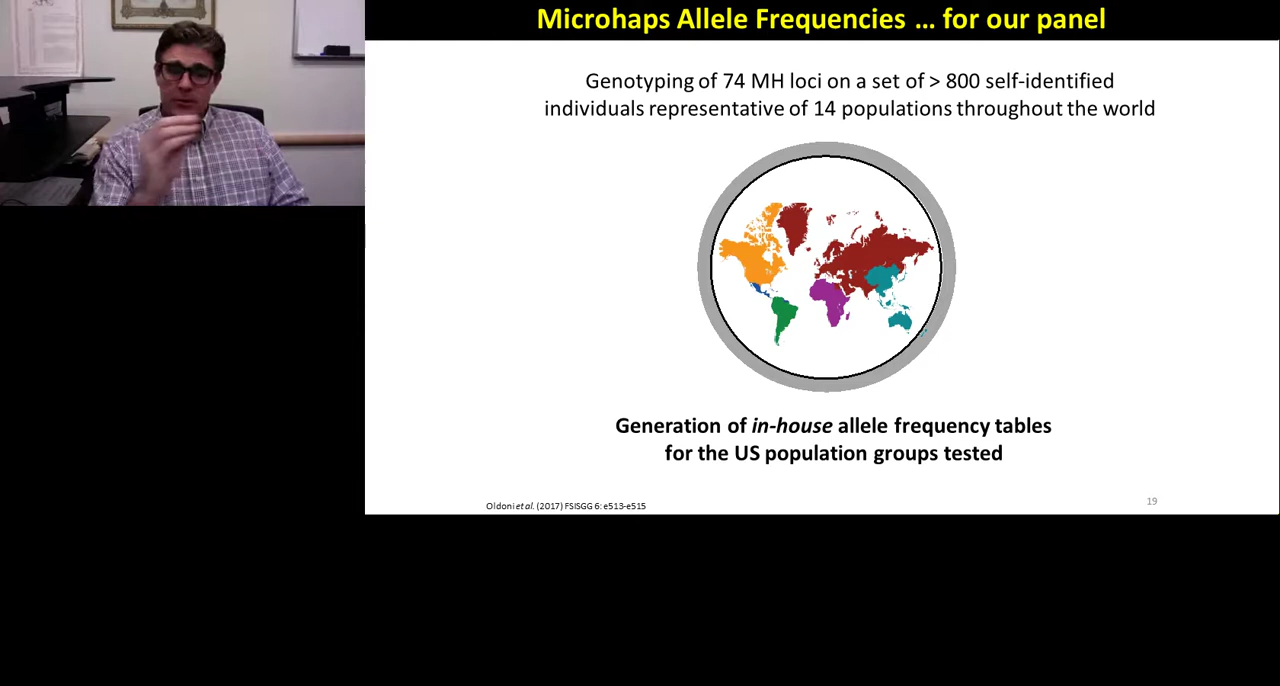 Microhaps Allele Frequencies … for our panel
Genotyping of 74 MH loci on a set of > 800 self-identified
individuals representative of 14 populations throughout the world
Generation of in-house allele frequency tables
for the US population groups tested
Oldoni et al. (2017) FSISGG 6: e513-e515
19